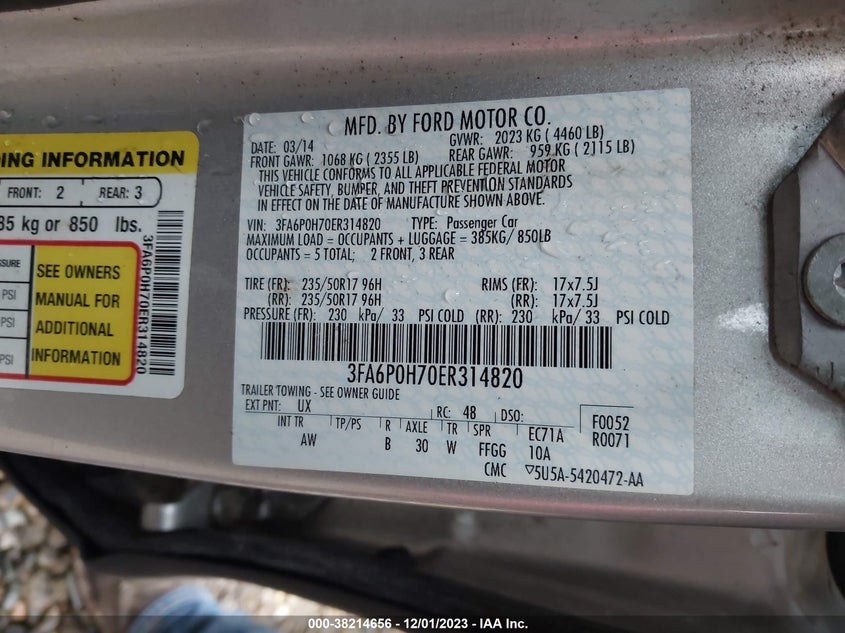 DING INFORMATION
FRONT: 2 REAR: 3
85 kg or 850 lbs.
SSURE
PSI
PSI
PSI
SEE OWNERS
MANUAL FOR
ADDITIONAL
INFORMATION
3FA6P0H70ER314820
MFD. BY FORD MOTOR CO.
DATE: 03/14 GVWR: 2023 KG ( 4460 LB)
FRONT GAWR: 1068 KG ( 2355 LB) REAR GAWR: 959 KG ( 2115 LB)
THIS VEHICLE CONFORMS TO ALL APPLICABLE FEDERAL MOTOR
VEHICLE SAFETY, BUMPER, AND THEFT PREVENTION STANDARDS
IN EFFECT ON THE DATE OF MANUFACTURE SHOWN ABOVE.
VIN: 3FA6P0H70ER314820 TYPE: Passenger Car
MAXIMUM LOAD = OCCUPANTS + LUGGAGE = 385KG/ 850LB
OCCUPANTS = 5 TOTAL; 2 FRONT, 3 REAR
TIRE (FR): 235/50R17 96H RIMS (FR): 17x7.5J
(RR): 235/50R17 96H (RR): 17x7.5J
PRESSURE (FR): 230 kPa/ 33 PSI COLD (RR): 230 kPa/ 33 PSI COLD
3FA6P0H70ER314820
TRAILER TOWING - SEE OWNER GUIDE
EXT PNT: UX RC: 48 DSO: F0052
INT TR TP/PS R AXLE TR SPR EC71A R0071
AW B 30 W FFGG 10A
CMC ▽5U5A-5420472-AA
000-38214656 - 12/01/2023 - IAA Inc.